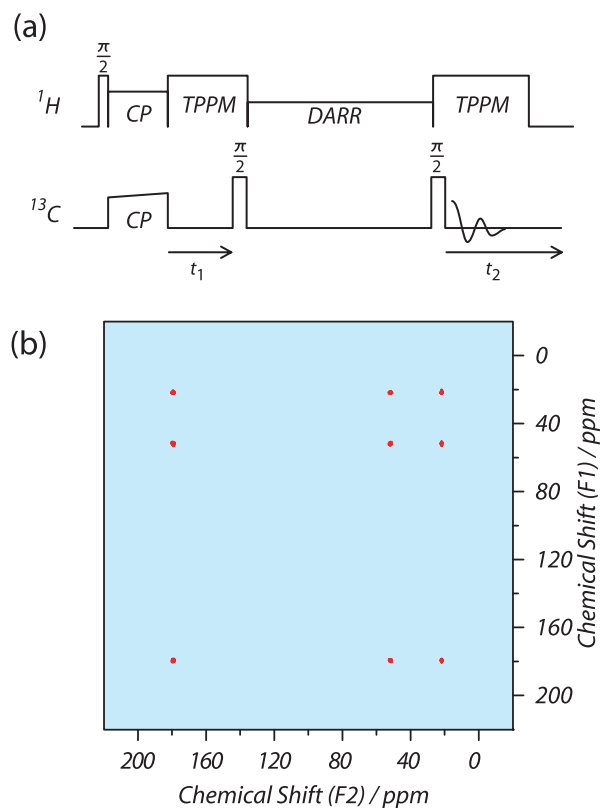 (a)
π/2
¹H
CP
TPPM
DARR
TPPM
π/2
π/2
¹³C
CP
t₁
t₂
(b)
0
40
80
120
160
200
Chemical Shift (F1) / ppm
200 160 120 80 40 0
Chemical Shift (F2) / ppm